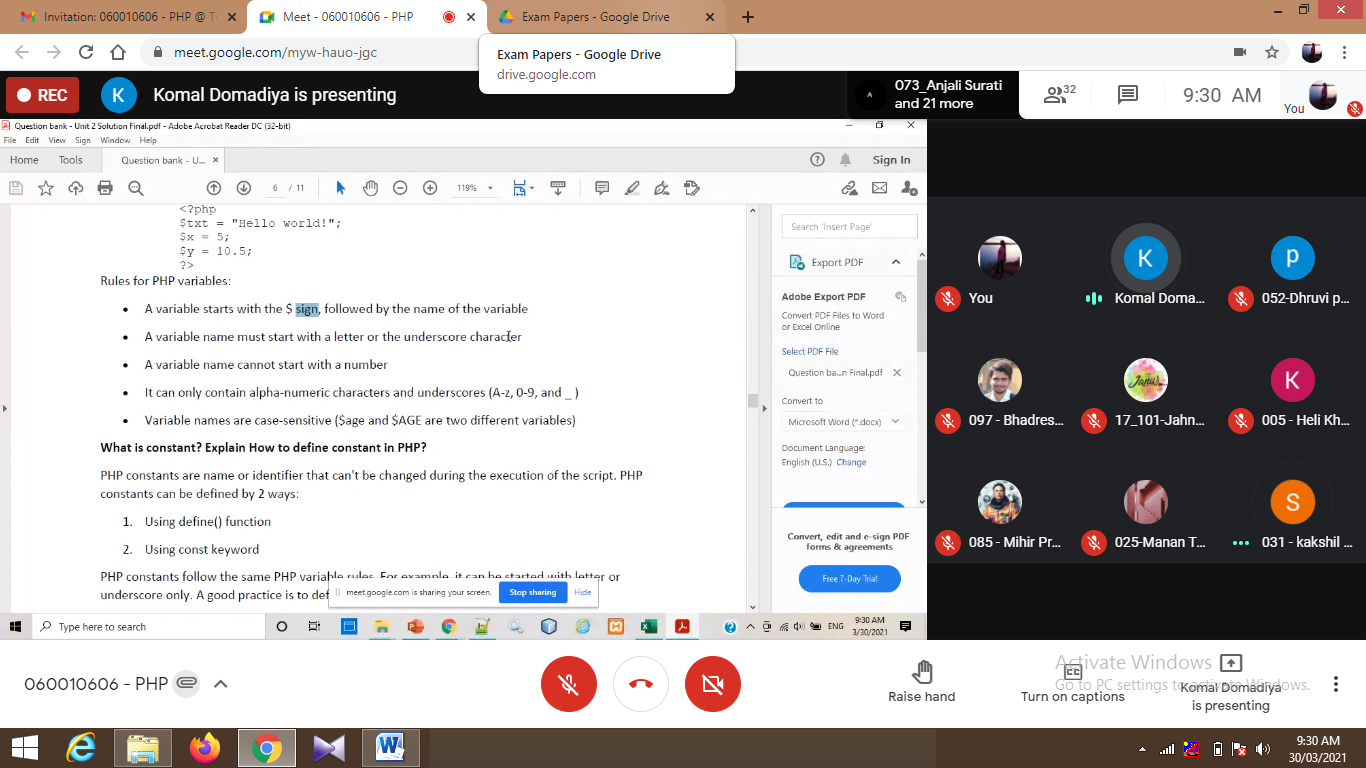 Invitation: 060010606 - PHP @ T
Meet - 060010606 - PHP
Exam Papers - Google Drive
meet.google.com/myw-hauo-jgc
Exam Papers - Google Drive
drive.google.com
REC
K
Komal Domadiya is presenting
A
073_Anjali Surati
and 21 more
32
9:30 AM
You
Question bank - Unit 2 Solution Final.pdf - Adobe Acrobat Reader DC (32-bit)
File Edit View Sign Window Help
Home Tools Question bank - U... × Sign In
6 / 11 119%
<?php
$txt = "Hello world!";
$x = 5;
$y = 10.5;
?>
Rules for PHP variables:
• A variable starts with the $ sign, followed by the name of the variable
• A variable name must start with a letter or the underscore character
• A variable name cannot start with a number
• It can only contain alpha-numeric characters and underscores (A-z, 0-9, and _ )
• Variable names are case-sensitive ($age and $AGE are two different variables)
What is constant? Explain How to define constant in PHP?
PHP constants are name or identifier that can't be changed during the execution of the script. PHP
constants can be defined by 2 ways:
1. Using define() function
2. Using const keyword
PHP constants follow the same PHP variable rules. For example, it can be started with letter or
underscore only. A good practice is to def
meet.google.com is sharing your screen. Stop sharing Hide
Search 'Insert Page'
Export PDF
Adobe Export PDF
Convert PDF Files to Word
or Excel Online
Select PDF File
Question ba...n Final.pdf
Convert to
Microsoft Word (*.docx)
Document Language:
English (U.S.) Change
Convert, edit and e-sign PDF
forms & agreements
Free 7-Day Trial
Type here to search
ENG
9:30 AM
3/30/2021
You
K
Komal Doma...
p
052-Dhruvi p...
097 - Bhadres...
Janu
17_101-Jahn...
K
005 - Heli Kh...
085 - Mihir Pr...
025-Manan T...
S
031 - kakshil ...
060010606 - PHP
Raise hand
Turn on captions
Komal Domadiya
is presenting
Activate Windows
Go to PC settings to activate Windows.
9:30 AM
30/03/2021